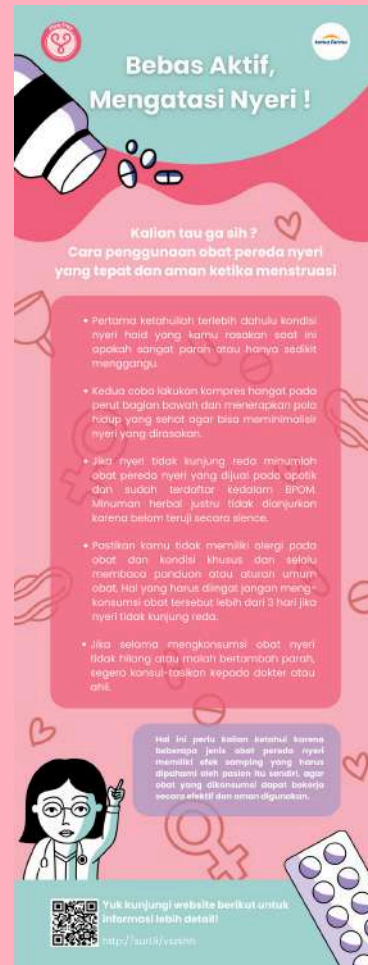 Kimia Farma
Bebas Aktif,
Mengatasi Nyeri !
Kalian tau ga sih ?
Cara penggunaan obat pereda nyeri
yang tepat dan aman ketika menstruasi
Pertama ketahuilah terlebih dahulu kondisi
nyeri haid yang kamu rasakan saat ini
apakah sangat parah atau hanya sedikit
menggangu.
Kedua coba lakukan kompres hangat pada
perut bagian bawah dan menerapkan pola
hidup yang sehat agar bisa meminimalisir
nyeri yang dirasakan.
Jika nyeri tidak kunjung reda minumlah
obat pereda nyeri yang dijual pada apotik
dan sudah terdaftar kedalam BPOM.
Minuman herbal justru tidak dianjurkan
karena belom teruji secara sience.
Pastikan kamu tidak memiliki alergi pada
obat dan kondisi khusus dan selalu
membaca panduan atau aturan umum
obat, Hal yang harus diingat jangan meng-
konsumsi obat tersebut lebih dari 3 hari jika
nyeri tidak kunjung reda.
Jika selama mengkonsumsi obat nyeri
tidak hilang atau malah bertambah parah,
segera konsul-tasikan kepada dokter atau
ahli.
Hal ini perlu kalian ketahui karena
beberapa jenis obat pereda nyeri
memiliki efek samping yang harus
dipahami oleh pasien itu sendiri, agar
obat yang dikonsumsi dapat bekerja
secara efektif dan aman digunakan.
Yuk kunjungi website berikut untuk
informasi lebih detail!